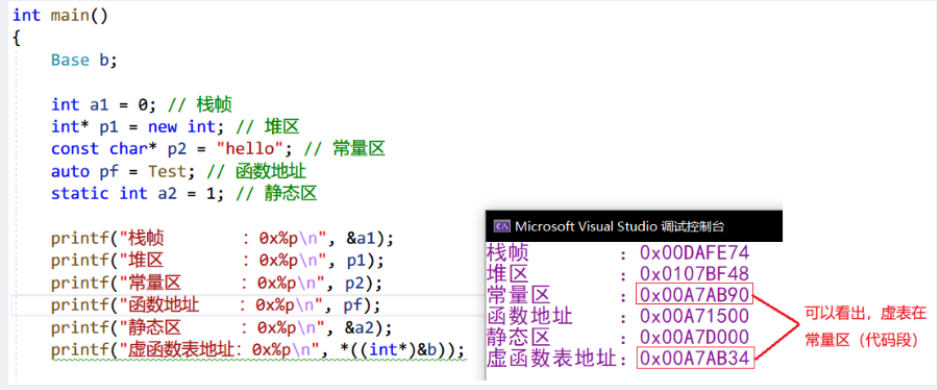 int main()
{
    Base b;

    int a1 = 0; // 栈帧
    int* p1 = new int; // 堆区
    const char* p2 = "hello"; // 常量区
    auto pf = Test; // 函数地址
    static int a2 = 1; // 静态区

    printf("栈帧          : 0x%p\n", &a1);
    printf("堆区          : 0x%p\n", p1);
    printf("常量区        : 0x%p\n", p2);
    printf("函数地址      : 0x%p\n", pf);
    printf("静态区        : 0x%p\n", &a2);
    printf("虚函数表地址: 0x%p\n", *((int*)&b));
Microsoft Visual Studio 调试控制台
栈帧          : 0x00DAFE74
堆区          : 0x0107BF48
常量区        : 0x00A7AB90
函数地址      : 0x00A71500
静态区        : 0x00A7D000
虚函数表地址: 0x00A7AB34
可以看出，虚表在
常量区（代码段）